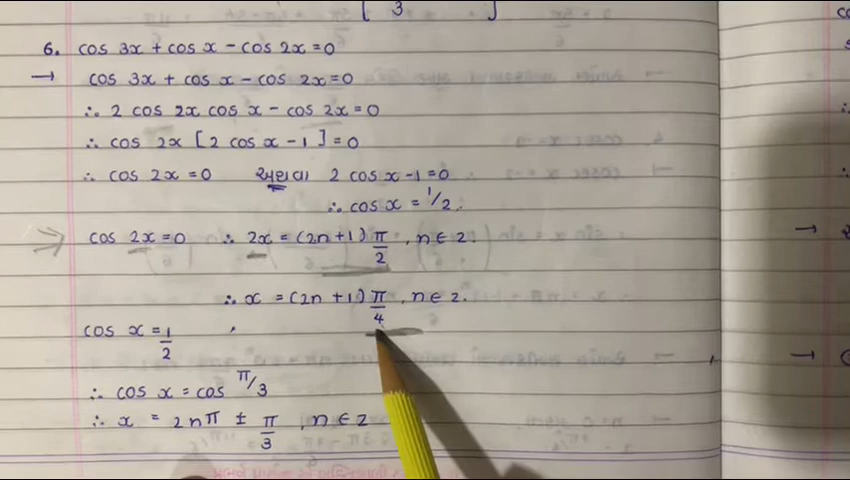 3 ]
6. cos 3x + cos x - cos 2x = 0
→ cos 3x + cos x - cos 2x = 0
∴ 2 cos 2x cos x - cos 2x = 0
∴ cos 2x [2 cos x - 1] = 0
∴ cos 2x = 0 અથવા 2 cos x - 1 = 0
∴ cos x = 1/2.
cos 2x = 0 ∴ 2x = (2n + 1) π/2, n ∈ z.
∴ x = (2n + 1) π/4, n ∈ z.
cos x = 1/2
∴ cos x = cos π/3
∴ x = 2nπ ± π/3, n ∈ z